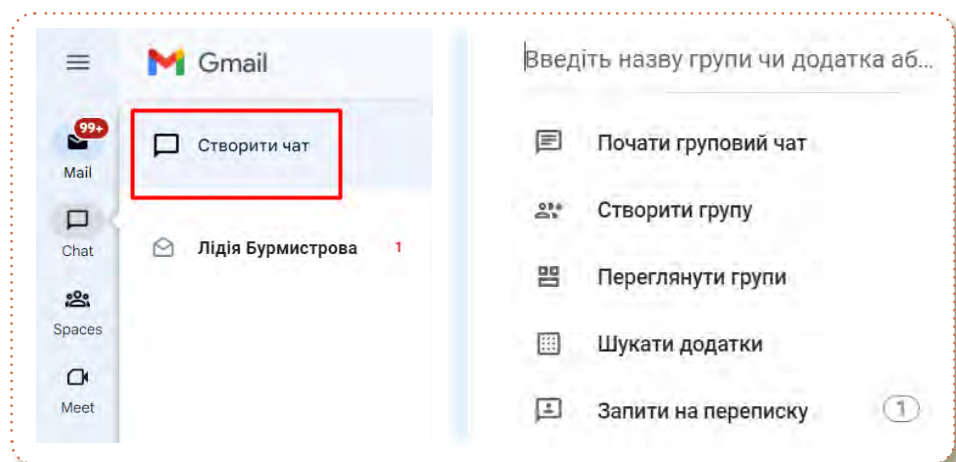 Gmail
99+
Mail
Створити чат
Chat
Лідія Бурмистрова 1
Spaces
Meet
Введіть назву групи чи додатка аб...
Почати груповий чат
Створити групу
Переглянути групи
Шукати додатки
Запити на переписку 1